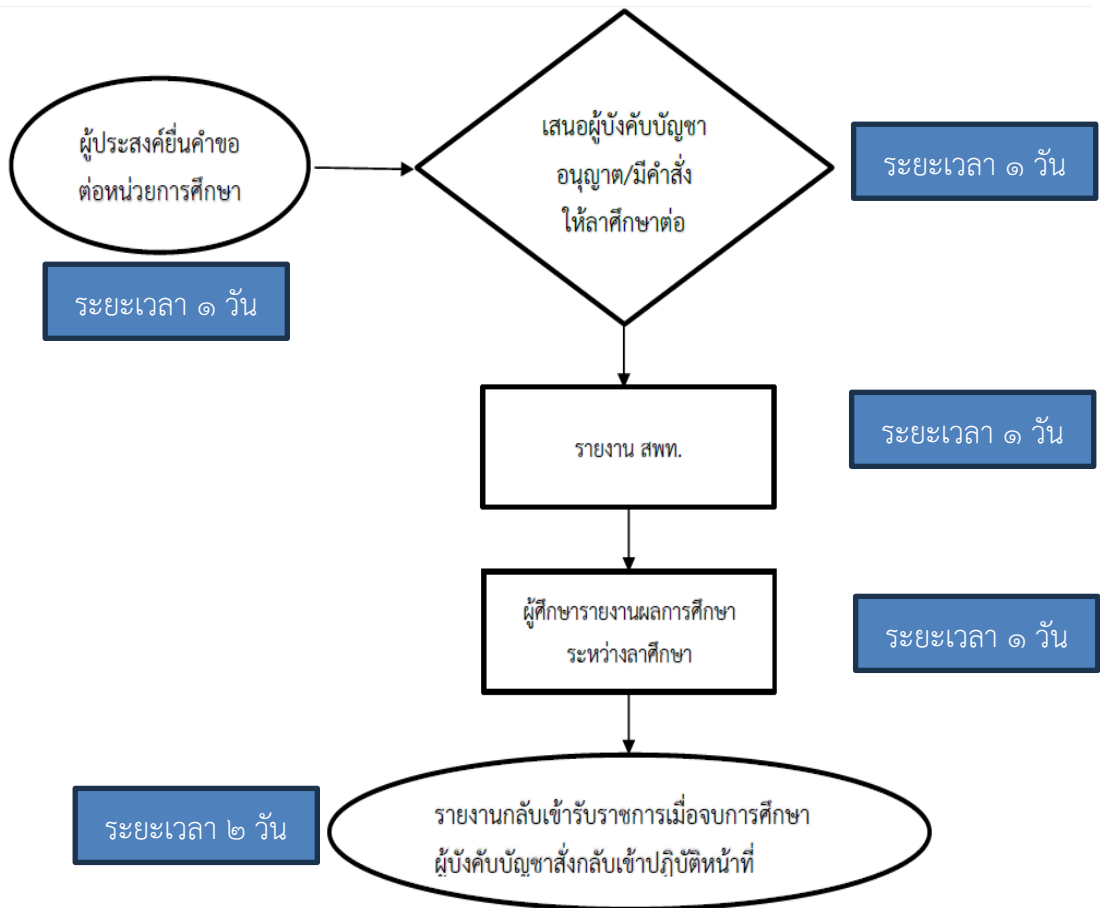 ผู้ประสงค์ยื่นคำขอ
ต่อหน่วยการศึกษา
ระยะเวลา ๑ วัน
เสนอผู้บังคับบัญชา
อนุญาต/มีคำสั่ง
ให้ลาศึกษาต่อ
ระยะเวลา ๑ วัน
รายงาน สพท.
ระยะเวลา ๑ วัน
ผู้ศึกษารายงานผลการศึกษา
ระหว่างลาศึกษา
ระยะเวลา ๑ วัน
รายงานกลับเข้ารับราชการเมื่อจบการศึกษา
ผู้บังคับบัญชาสั่งกลับเข้าปฏิบัติหน้าที่
ระยะเวลา ๒ วัน